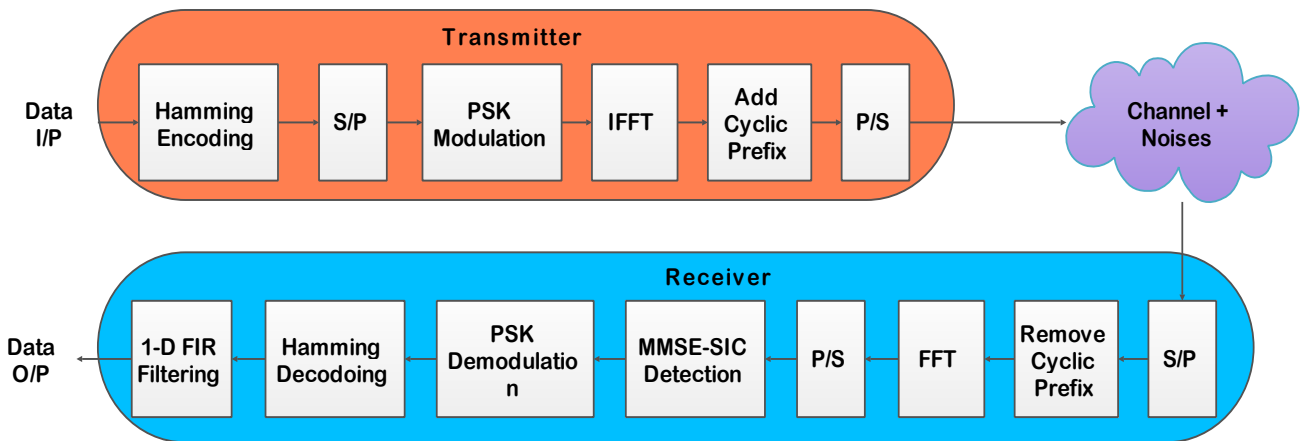 Transmitter
Data
I/P
Hamming
Encoding
S/P
PSK
Modulation
IFFT
Add
Cyclic
Prefix
P/S
Channel +
Noises
Receiver
Data
O/P
1-D FIR
Filtering
Hamming
Decodoing
PSK
Demodulatio
n
MMSE-SIC
Detection
P/S
FFT
Remove
Cyclic
Prefix
S/P